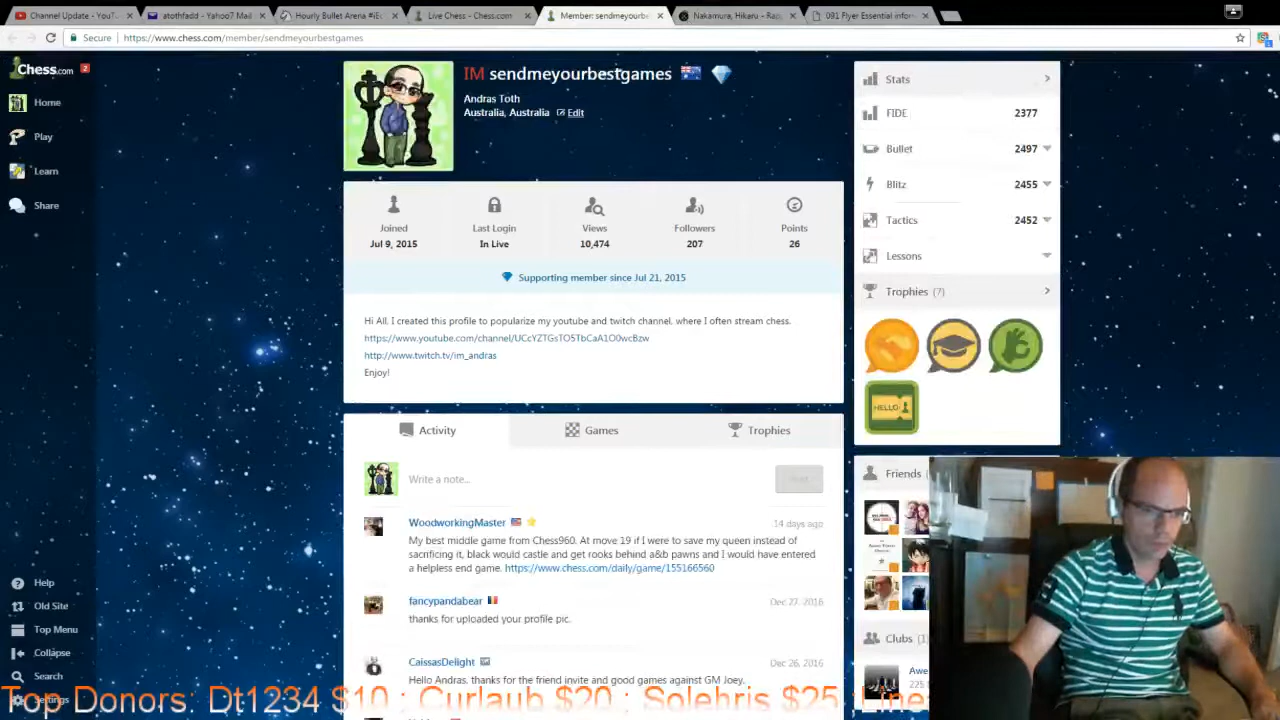 Channel Update - YouT
atothfadd - Yahoo7 Mail
Hourly Bullet Arena #iEc
Live Chess - Chess.com
Member: sendmeyourbe
Nakamura, Hikaru - Rap
091 Flyer Essential infor
Secure
https://www.chess.com/member/sendmeyourbestgames
Chess.com 2
Home
Play
Learn
Share
Help
Old Site
Top Menu
Collapse
Search
Settings
IM sendmeyourbestgames
Andras Toth
Australia, Australia Edit
Joined Last Login Views Followers Points
Jul 9, 2015 In Live 10,474 207 26
Supporting member since Jul 21, 2015
Hi All, I created this profile to popularize my youtube and twitch channel, where I often stream chess.
https://www.youtube.com/channel/UCcYZTGsTO5TbCaA1O0wcBzw
http://www.twitch.tv/im_andras
Enjoy!
Activity Games Trophies
Write a note...
WoodworkingMaster 14 days ago
My best middle game from Chess960. At move 19 if I were to save my queen instead of
sacrificing it, black would castle and get rooks behind a&b pawns and I would have entered
a helpless end game. https://www.chess.com/daily/game/155166560
fancypandabear Dec 27, 2016
thanks for uploaded your profile pic.
CaissasDelight Dec 26, 2016
Hello Andras, thanks for the friend invite and good games against GM Joey.
Stats
FIDE 2377
Bullet 2497
Blitz 2455
Tactics 2452
Lessons
Trophies (7)
HELLO
Friends
Clubs (1
Awe
225
Top Donors: Dt1234 $10 ; Curlaub $20 ; Solehris $25 ;Line